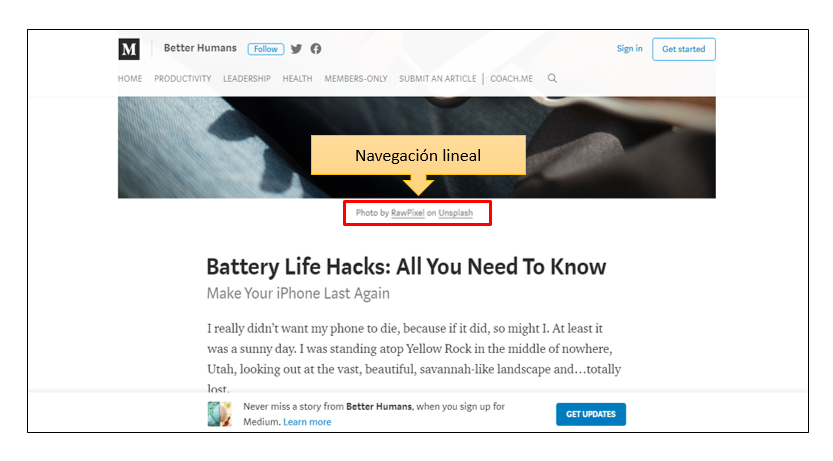 M
Better Humans Follow
Sign in Get started
HOME PRODUCTIVITY LEADERSHIP HEALTH MEMBERS-ONLY SUBMIT AN ARTICLE | COACH.ME
Navegación lineal
Photo by RawPixel on Unsplash
Battery Life Hacks: All You Need To Know
Make Your iPhone Last Again
I really didn't want my phone to die, because if it did, so might I. At least it
was a sunny day. I was standing atop Yellow Rock in the middle of nowhere,
Utah, looking out at the vast, beautiful, savannah-like landscape and…totally
lost.
Never miss a story from Better Humans, when you sign up for
Medium. Learn more
GET UPDATES